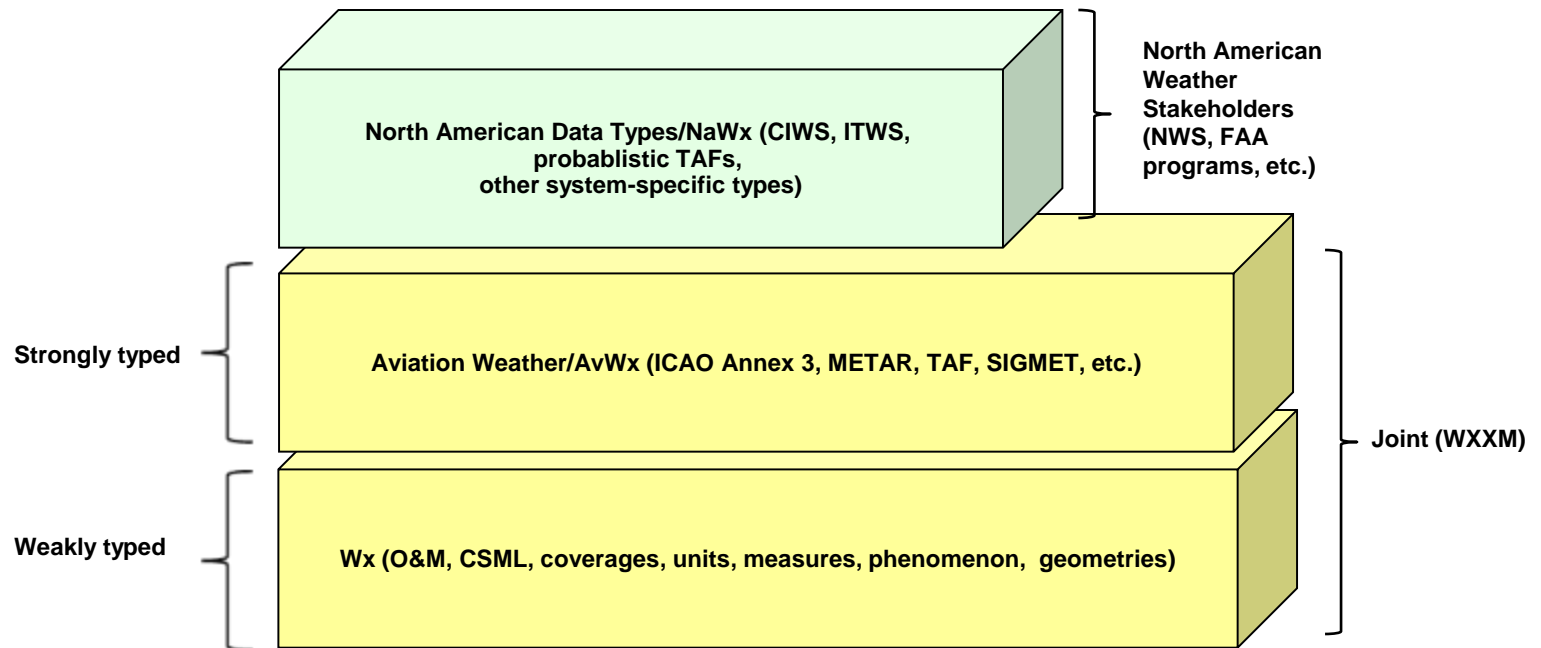 North American Data Types/NaWx (CIWS, ITWS,
probablistic TAFs,
other system-specific types)
North American
Weather
Stakeholders
(NWS, FAA
programs, etc.)
Strongly typed
Aviation Weather/AvWx (ICAO Annex 3, METAR, TAF, SIGMET, etc.)
Joint (WXXM)
Weakly typed
Wx (O&M, CSML, coverages, units, measures, phenomenon,  geometries)